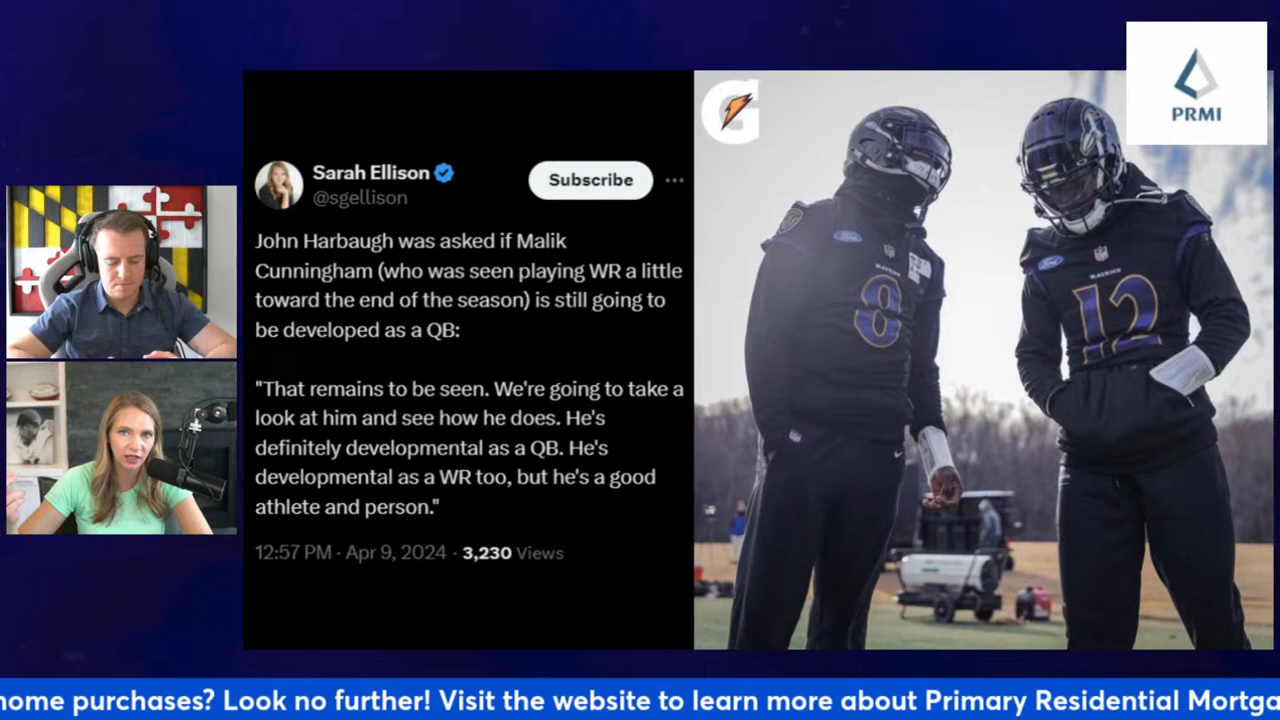 PRMI
G
Sarah Ellison
Subscribe
@sgellison
John Harbaugh was asked if Malik
Cunningham (who was seen playing WR a little
toward the end of the season) is still going to
be developed as a QB:
"That remains to be seen. We're going to take a
look at him and see how he does. He's
definitely developmental as a QB. He's
developmental as a WR too, but he's a good
athlete and person."
12:57 PM · Apr 9, 2024 · 3,230 Views
Ford
RAVENS
8
Ford
RAVENS
12
home purchases? Look no further! Visit the website to learn more about Primary Residential Mortga